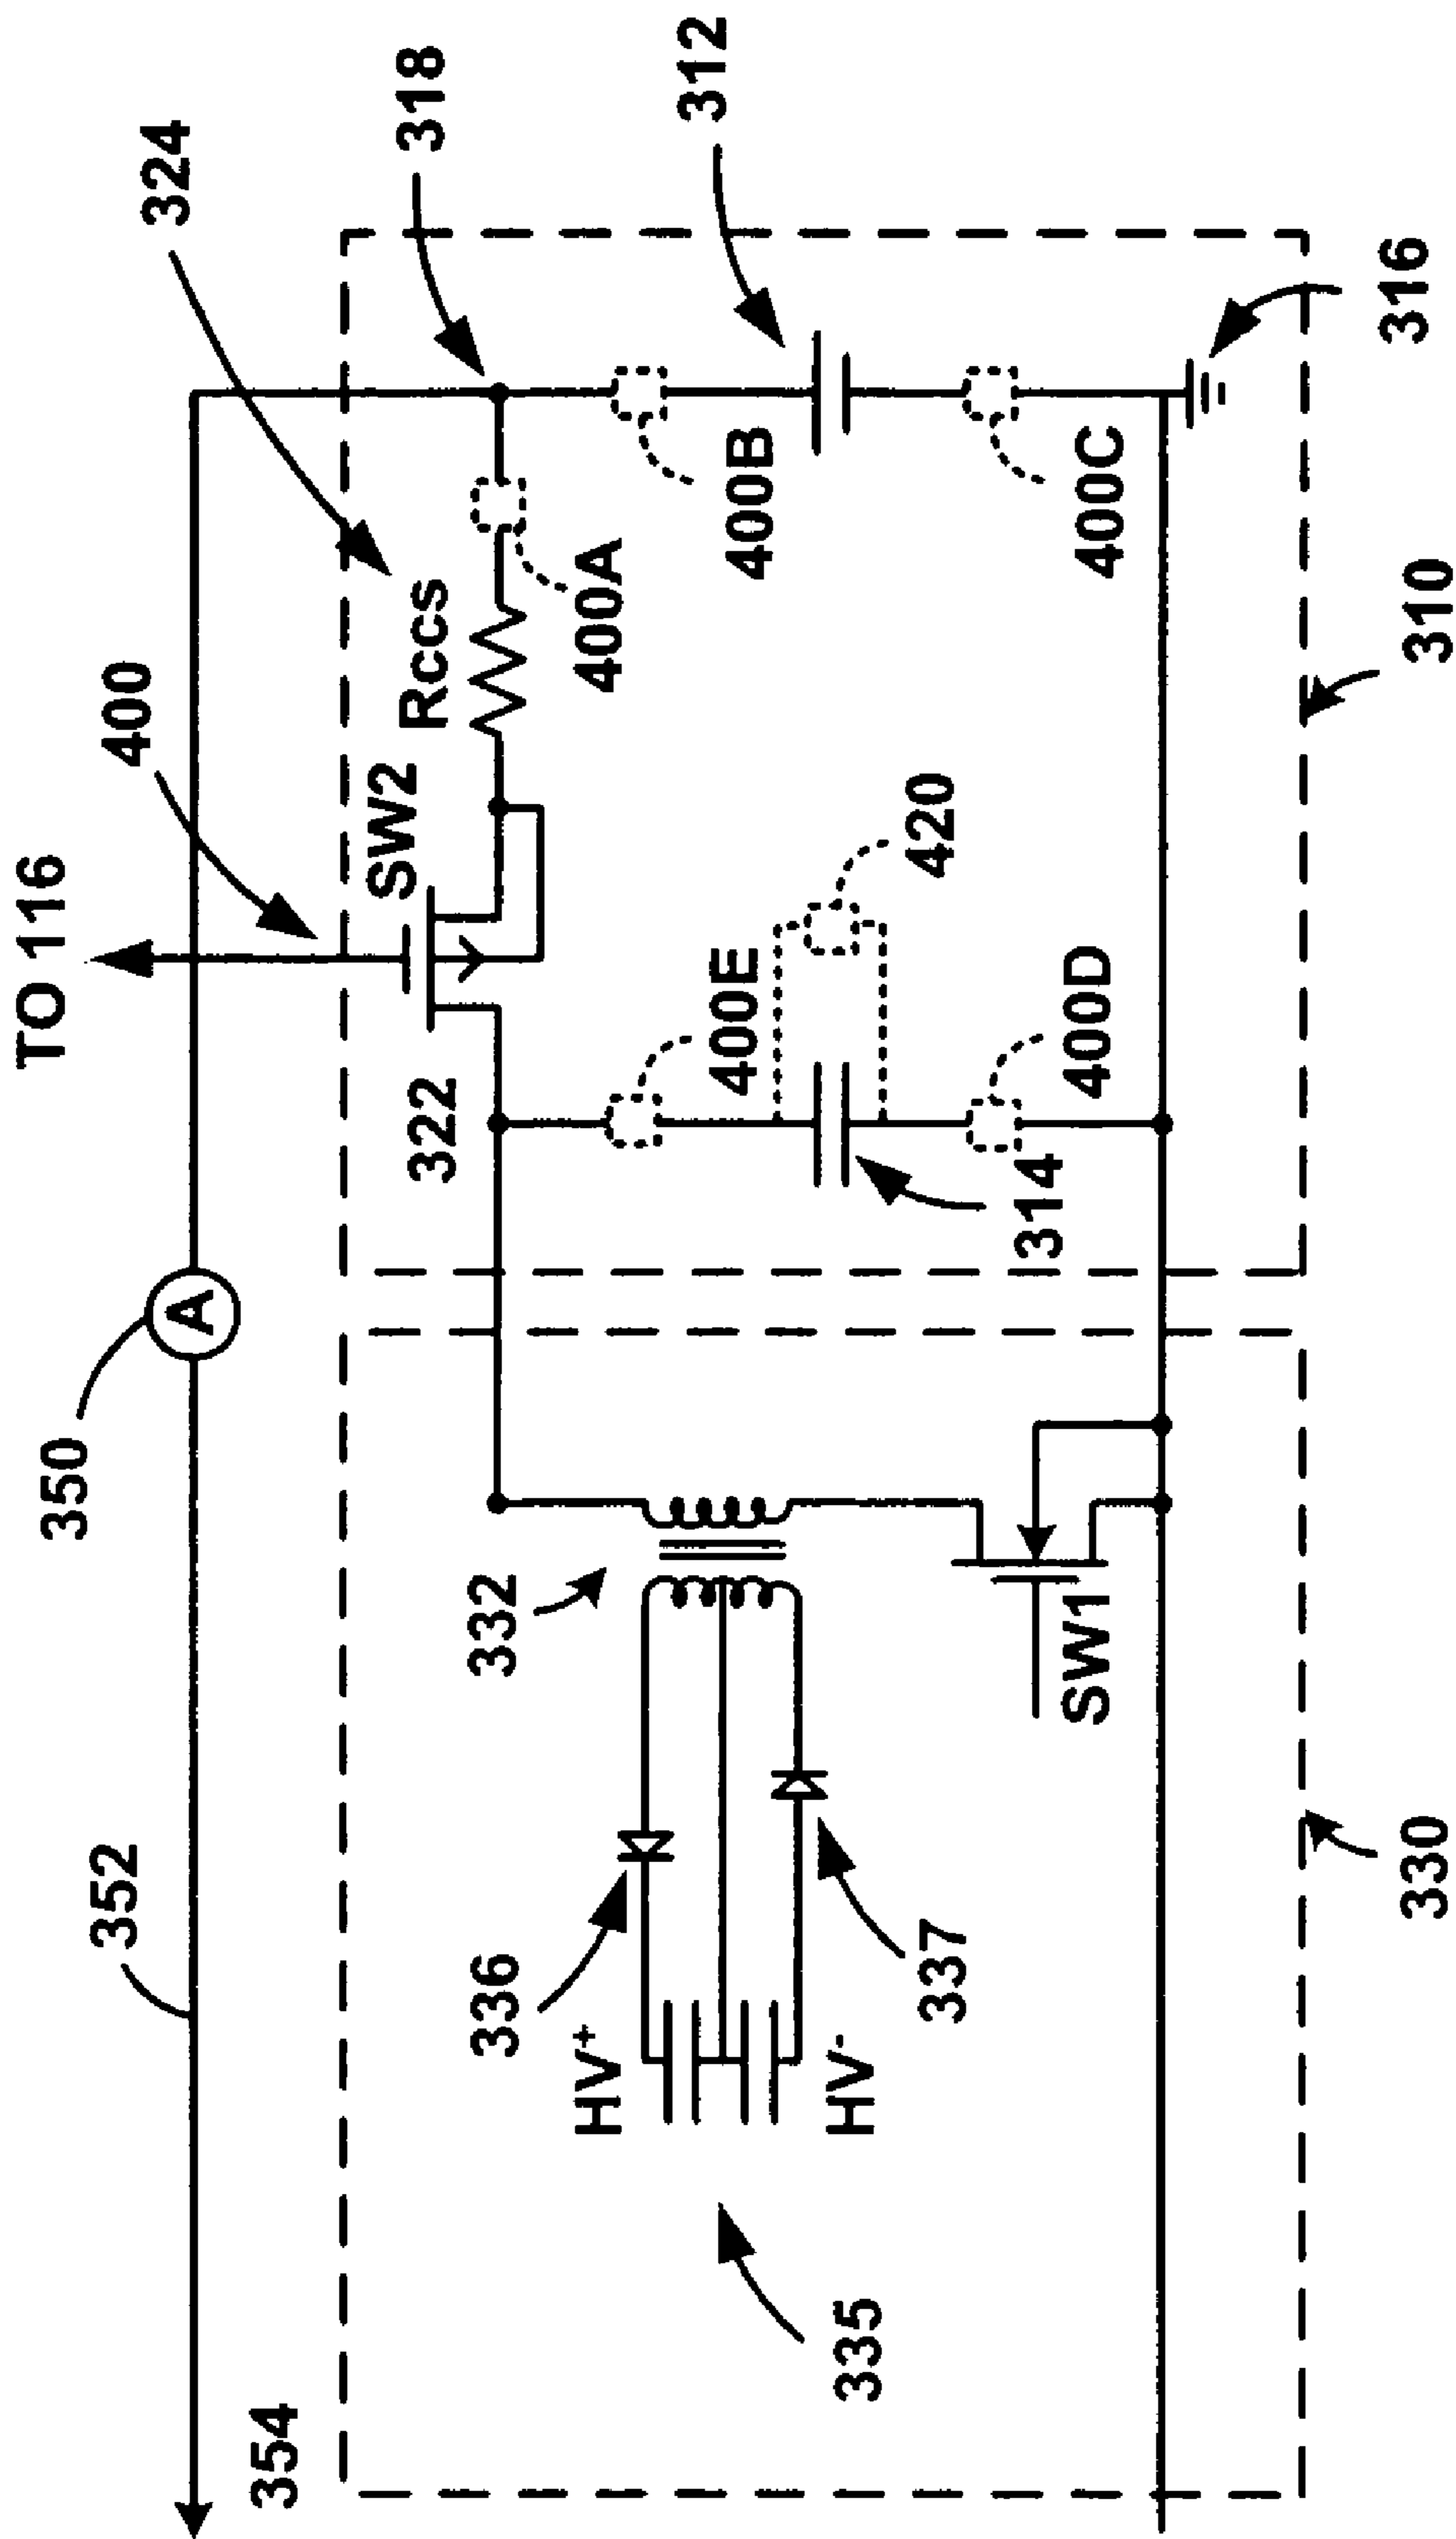 TO 116
350
352
400
324
A
354
SW2
318
Rccs
322
336
332
HV+
400A
312
400E
400B
HV-
335
420
337
314
SW1
400D
400C
316
330
310